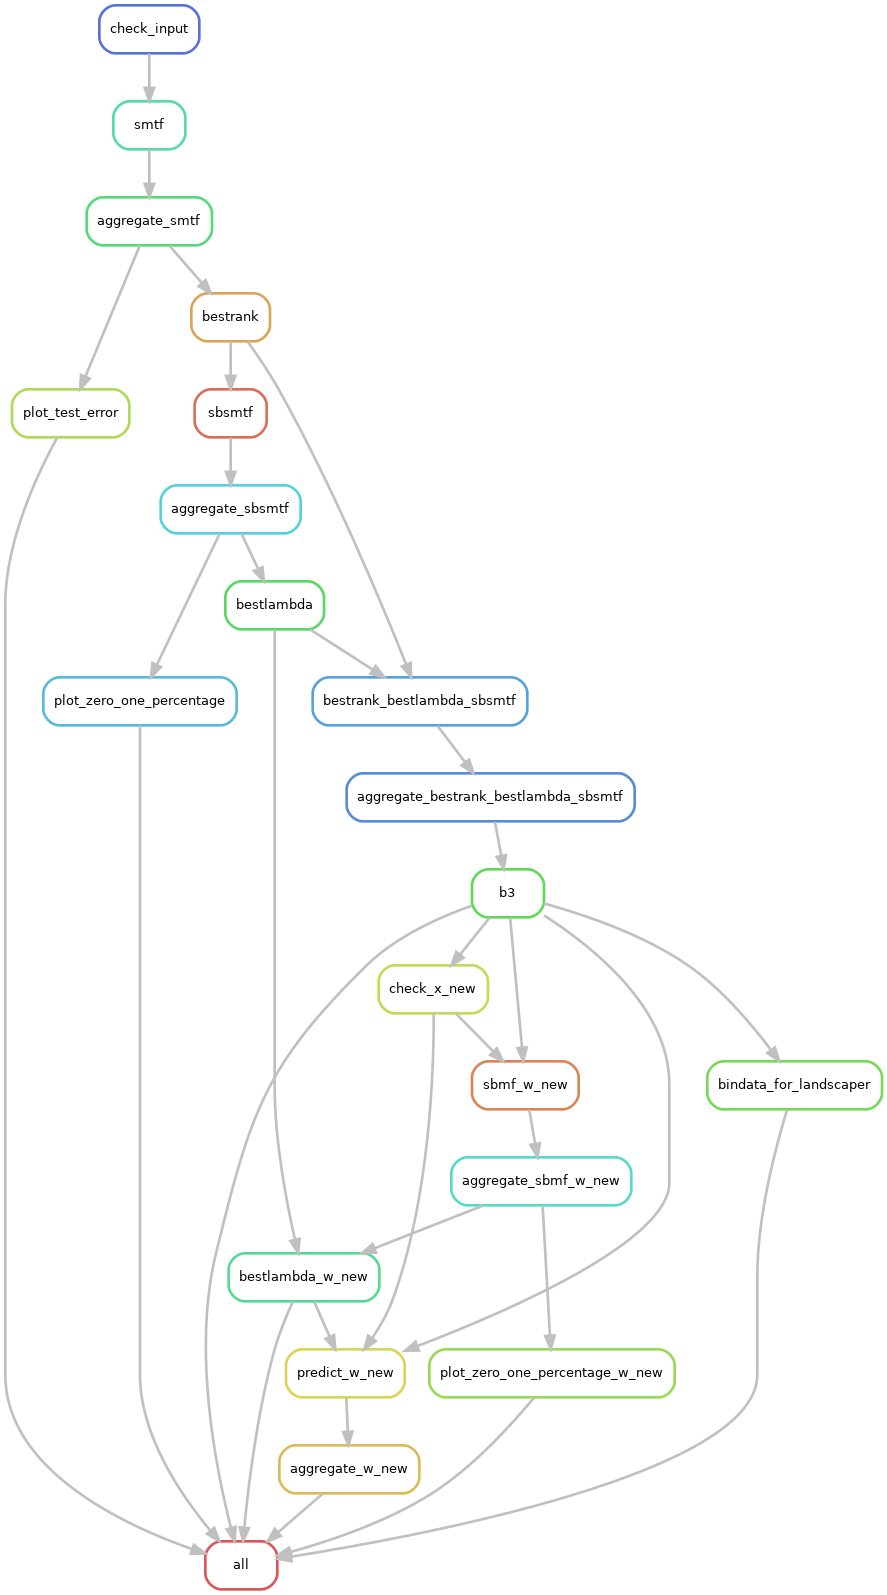 check_input
smtf
aggregate_smtf
bestrank
plot_test_error
sbsmtf
aggregate_sbsmtf
bestlambda
plot_zero_one_percentage
bestrank_bestlambda_sbsmtf
aggregate_bestrank_bestlambda_sbsmtf
b3
check_x_new
sbmf_w_new
bindata_for_landscaper
aggregate_sbmf_w_new
bestlambda_w_new
predict_w_new
plot_zero_one_percentage_w_new
aggregate_w_new
all